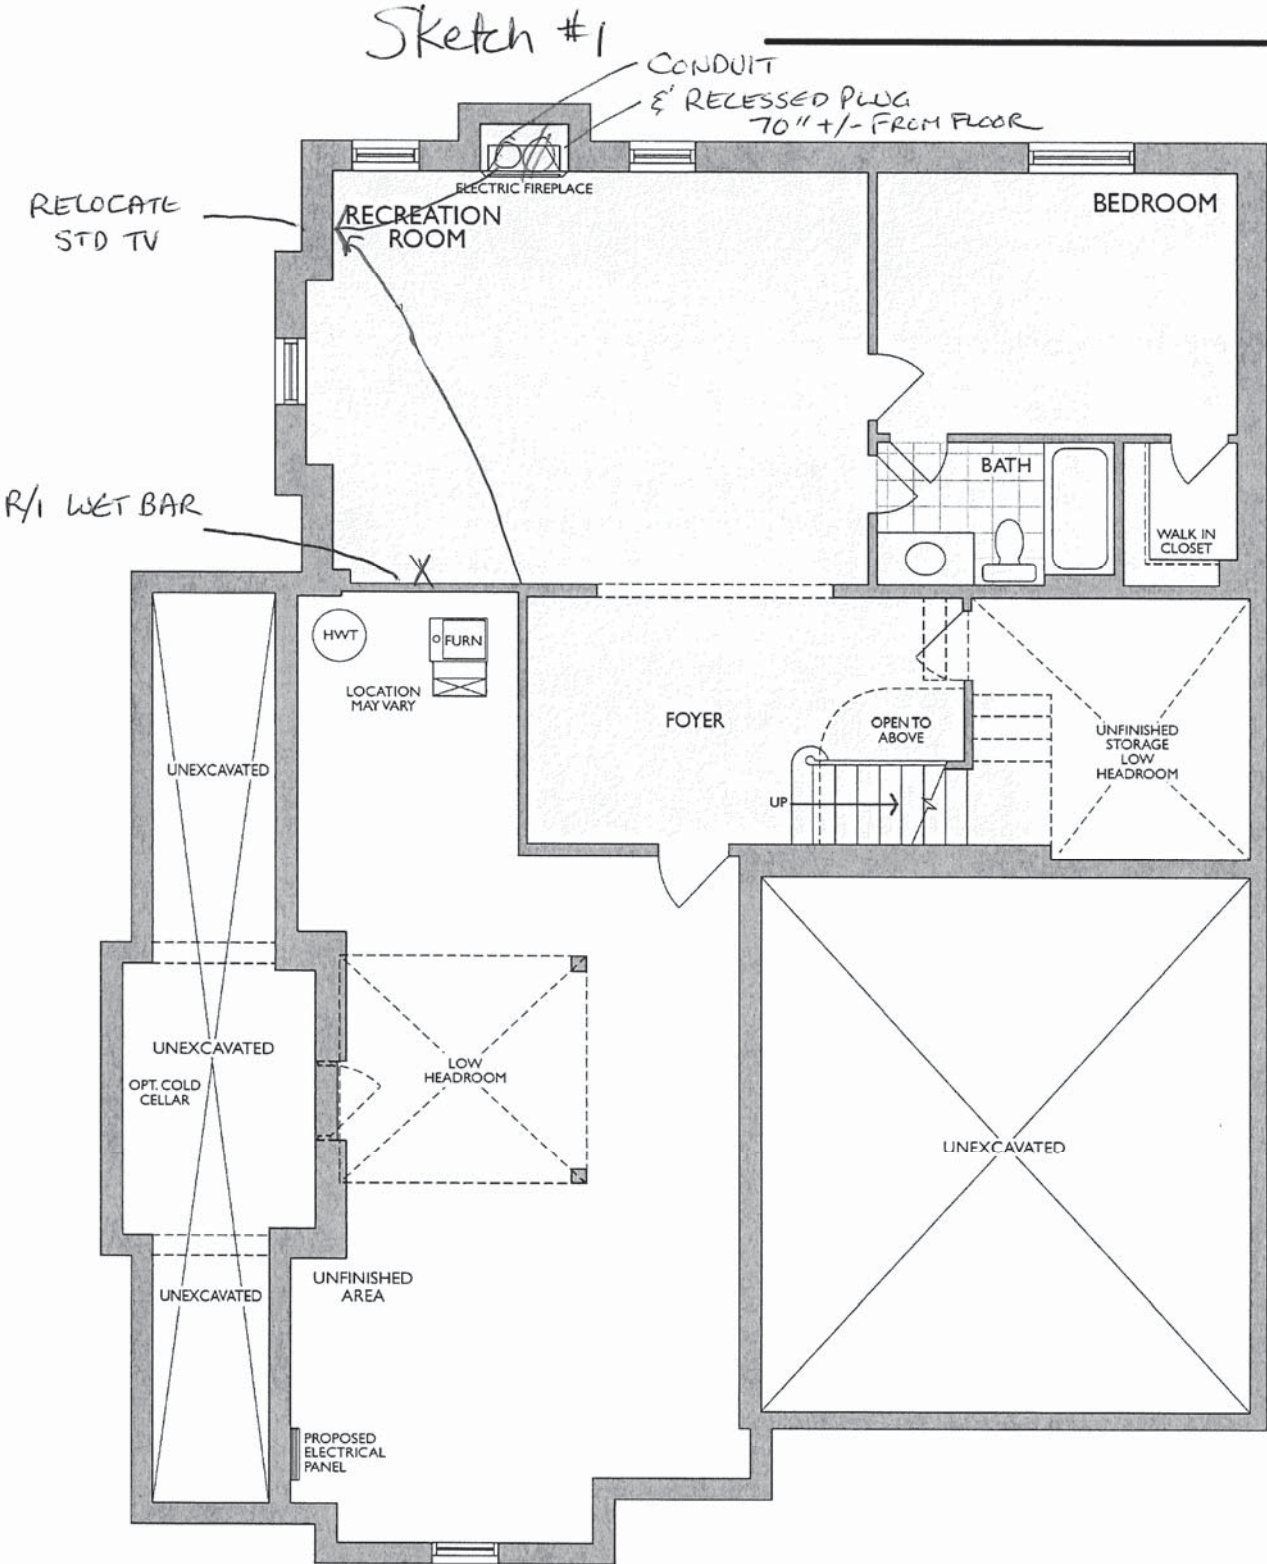 Sketch #1
CONDUIT
& RECESSED PLUG
70" +/- FROM FLOOR
ELECTRIC FIREPLACE
RELOCATE
STD TV
RECREATION
ROOM
BEDROOM
BATH
R/I WET BAR
X
WALK IN
CLOSET
HWT
FURN
LOCATION
MAY VARY
FOYER
OPEN TO
ABOVE
UNFINISHED
STORAGE
LOW
HEADROOM
UNEXCAVATED
UP
UNEXCAVATED
LOW
HEADROOM
OPT. COLD
CELLAR
UNEXCAVATED
UNFINISHED
AREA
UNEXCAVATED
PROPOSED
ELECTRICAL
PANEL